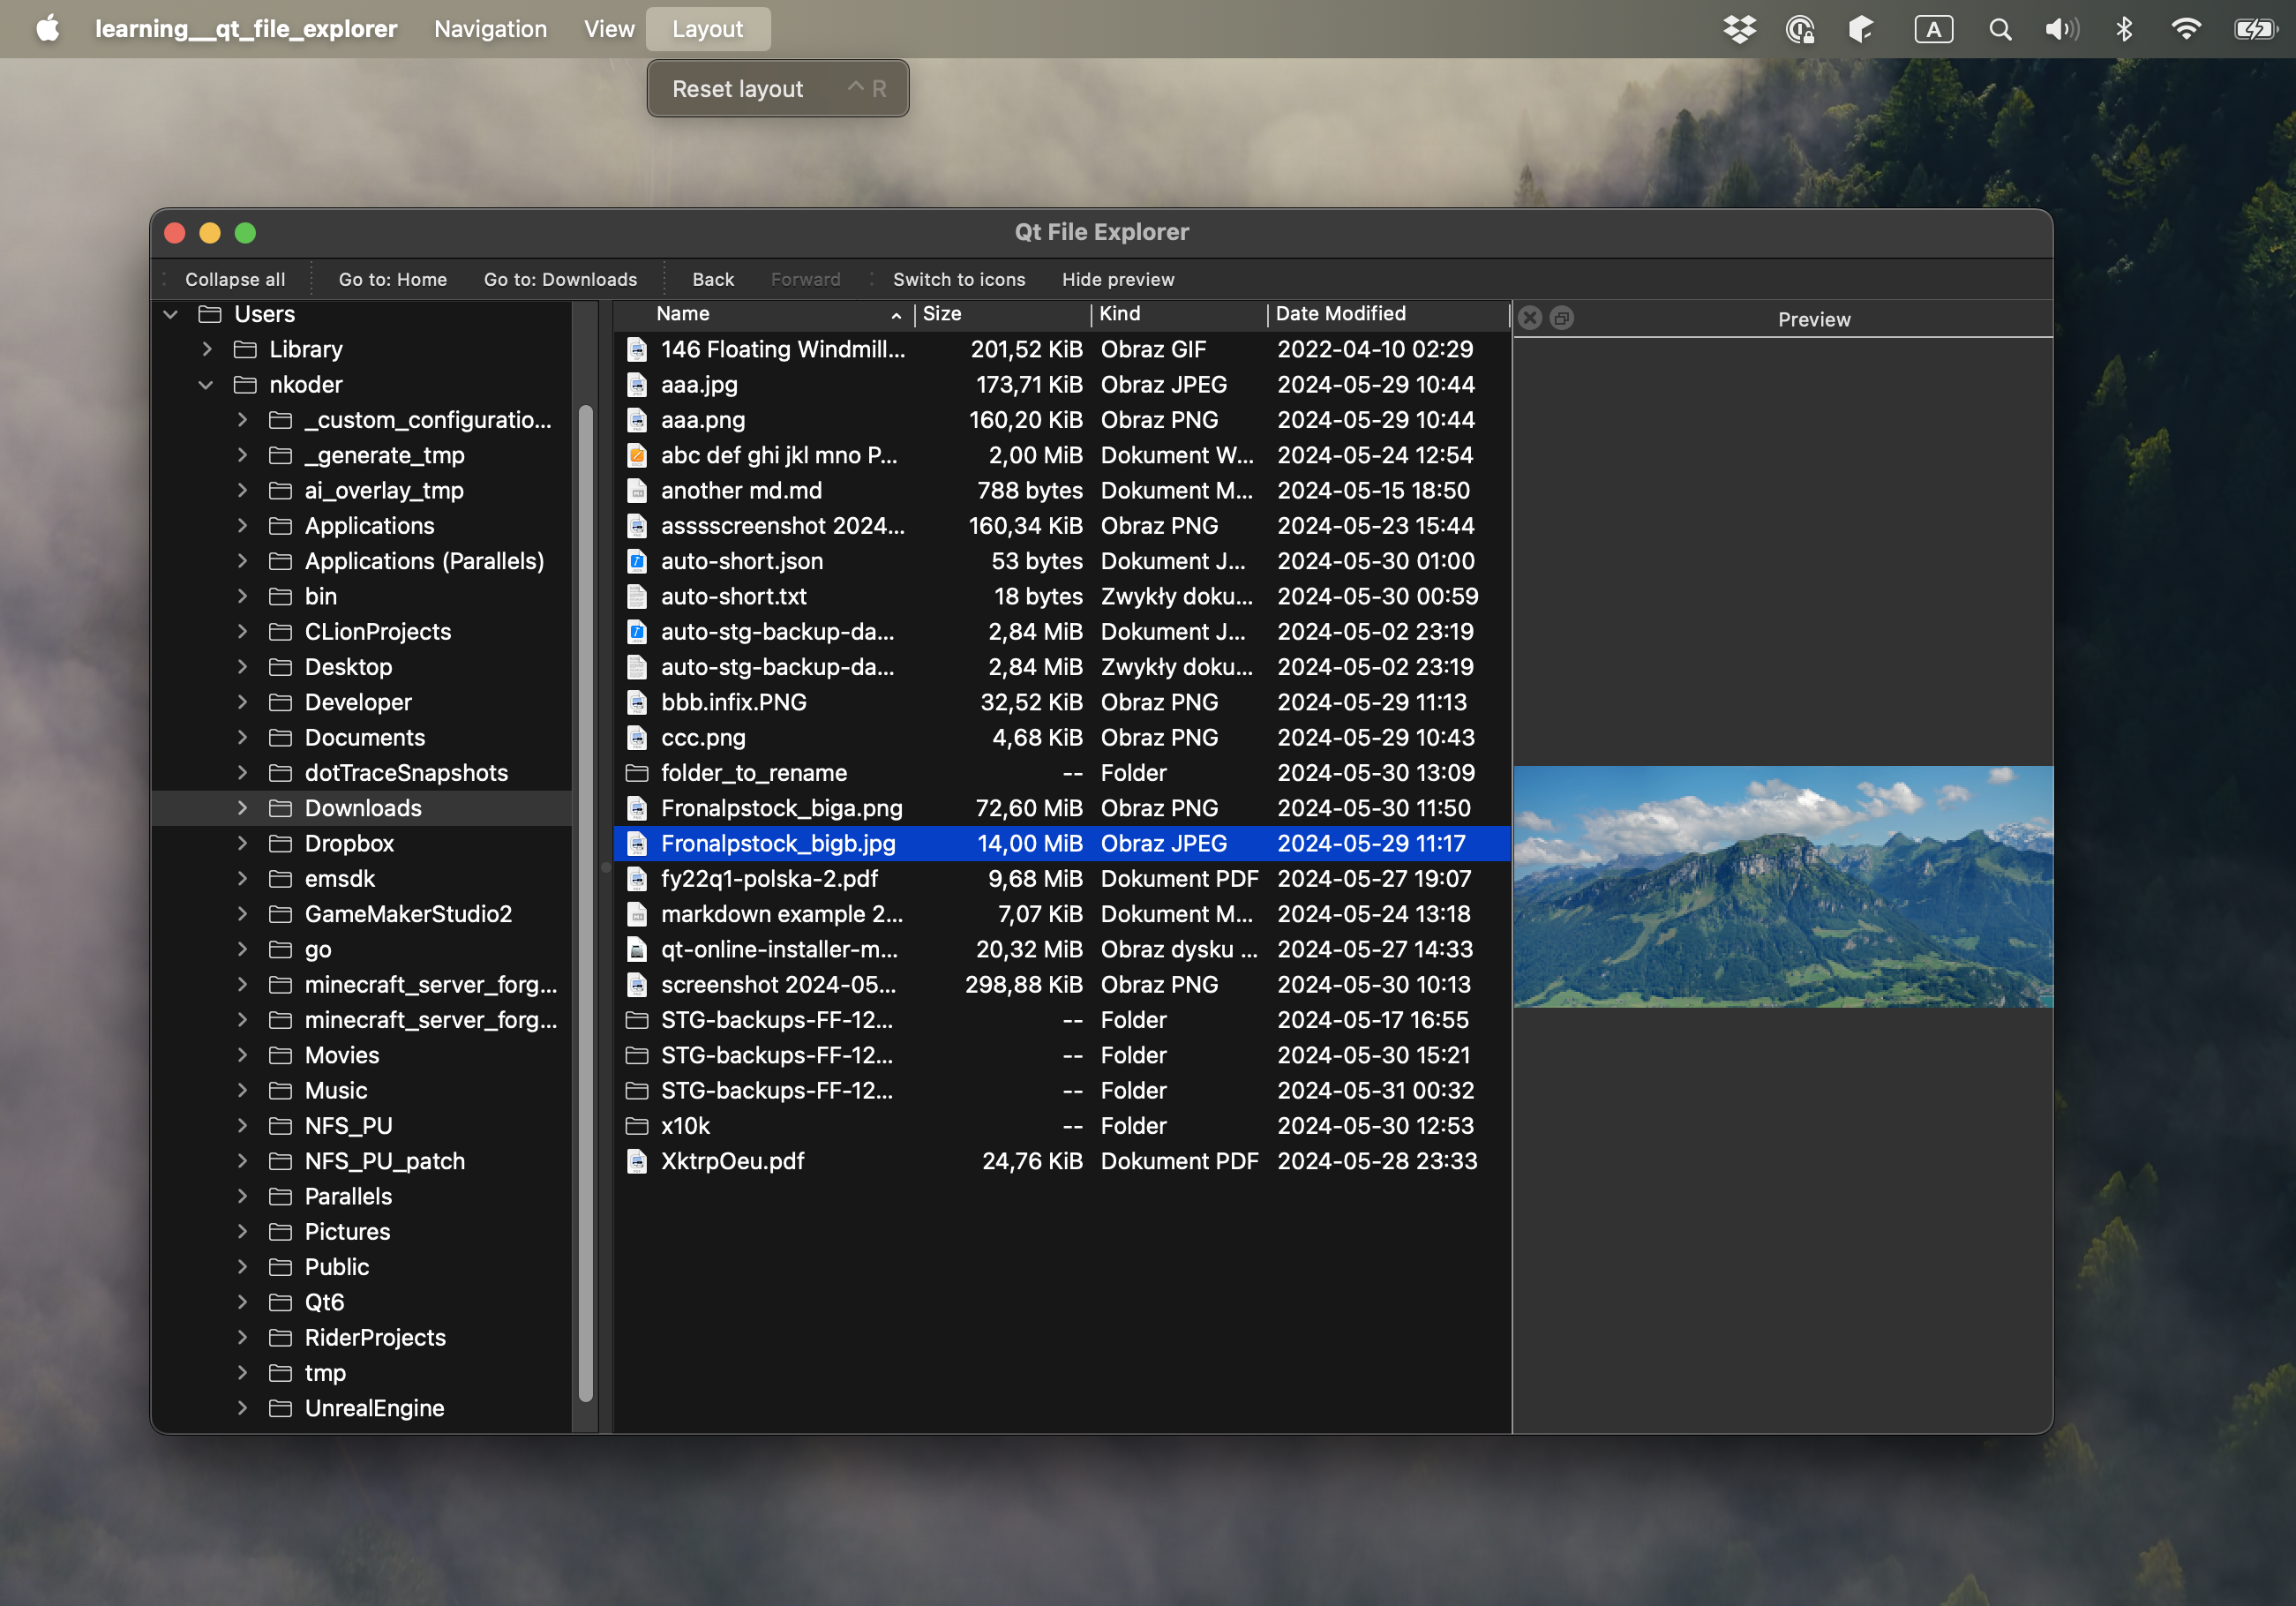 learning__qt_file_explorer Navigation View Layout A
Reset layout ^ R
Qt File Explorer
Collapse all Go to: Home Go to: Downloads Back Forward Switch to icons Hide preview
Users
Library
nkoder
_custom_configuratio...
_generate_tmp
ai_overlay_tmp
Applications
Applications (Parallels)
bin
CLionProjects
Desktop
Developer
Documents
dotTraceSnapshots
Downloads
Dropbox
emsdk
GameMakerStudio2
go
minecraft_server_forg...
minecraft_server_forg...
Movies
Music
NFS_PU
NFS_PU_patch
Parallels
Pictures
Public
Qt6
RiderProjects
tmp
UnrealEngine
Name Size Kind Date Modified
146 Floating Windmill... 201,52 KiB Obraz GIF 2022-04-10 02:29
aaa.jpg 173,71 KiB Obraz JPEG 2024-05-29 10:44
aaa.png 160,20 KiB Obraz PNG 2024-05-29 10:44
abc def ghi jkl mno P... 2,00 MiB Dokument W... 2024-05-24 12:54
another md.md 788 bytes Dokument M... 2024-05-15 18:50
asssscreenshot 2024... 160,34 KiB Obraz PNG 2024-05-23 15:44
auto-short.json 53 bytes Dokument J... 2024-05-30 01:00
auto-short.txt 18 bytes Zwykły doku... 2024-05-30 00:59
auto-stg-backup-da... 2,84 MiB Dokument J... 2024-05-02 23:19
auto-stg-backup-da... 2,84 MiB Zwykły doku... 2024-05-02 23:19
bbb.infix.PNG 32,52 KiB Obraz PNG 2024-05-29 11:13
ccc.png 4,68 KiB Obraz PNG 2024-05-29 10:43
folder_to_rename -- Folder 2024-05-30 13:09
Fronalpstock_biga.png 72,60 MiB Obraz PNG 2024-05-30 11:50
Fronalpstock_bigb.jpg 14,00 MiB Obraz JPEG 2024-05-29 11:17
fy22q1-polska-2.pdf 9,68 MiB Dokument PDF 2024-05-27 19:07
markdown example 2... 7,07 KiB Dokument M... 2024-05-24 13:18
qt-online-installer-m... 20,32 MiB Obraz dysku ... 2024-05-27 14:33
screenshot 2024-05... 298,88 KiB Obraz PNG 2024-05-30 10:13
STG-backups-FF-12... -- Folder 2024-05-17 16:55
STG-backups-FF-12... -- Folder 2024-05-30 15:21
STG-backups-FF-12... -- Folder 2024-05-31 00:32
x10k -- Folder 2024-05-30 12:53
XktrpOeu.pdf 24,76 KiB Dokument PDF 2024-05-28 23:33
Preview